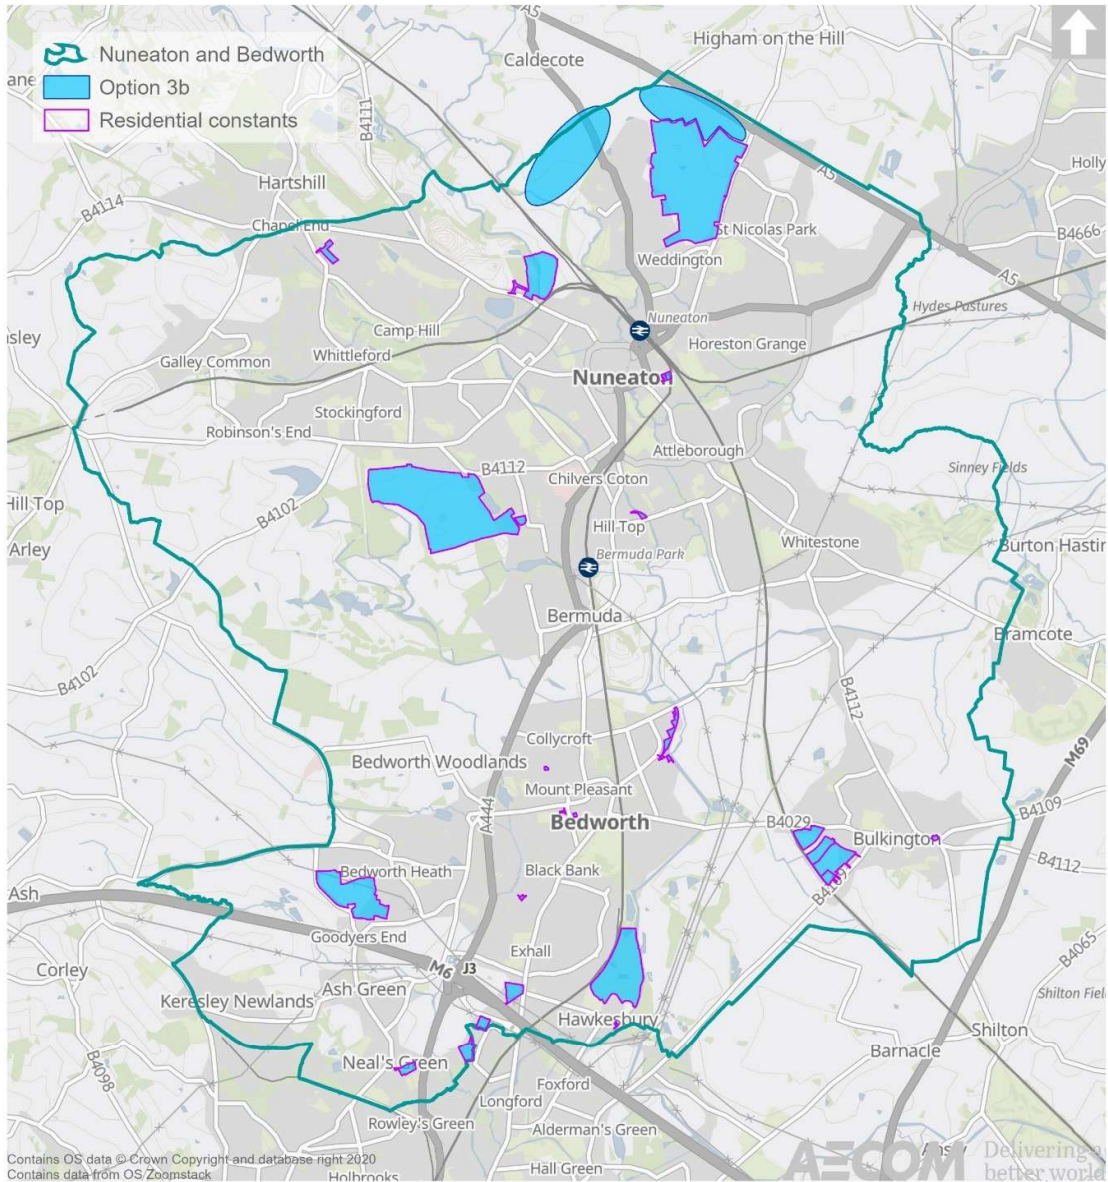 A5
Higham on the Hill
Caldecote
Nuneaton and Bedworth
Option 3b
Residential constants
B4111
Hartshill
A5
Holly
B4114
Chapel End
St Nicolas Park
B4666
Weddington
A5
Hydes Pastures
Nuneaton
Camp Hill
Whittleford
Horeston Grange
Galley Common
Nuneaton
Stockingford
Robinson's End
Attleborough
B4112
Sinney Fields
Chilvers Coton
Hill Top
B4102
Hill Top
Whitestone
Arley
Burton Hastin
Bermuda Park
Bermuda
Bramcote
B4102
B4112
Collycroft
M69
Bedworth Woodlands
Mount Pleasant
A444
Bedworth
B4029
B4109
Bulkington
B4112
Bedworth Heath
Black Bank
B4109
Ash
Goodyers End
Exhall
B4065
Corley
M6
J3
Ash Green
Keresley Newlands
Shilton Fiel
Hawkesbury
Shilton
Neal's Green
Barnacle
B4098
Foxford
Longford
Rowley's Green
Alderman's Green
Contains OS data © Crown Copyright and database right 2020
Contains data from OS Zoomstack
Holbrooks
Hall Green
AECOM
Delivering a
better world